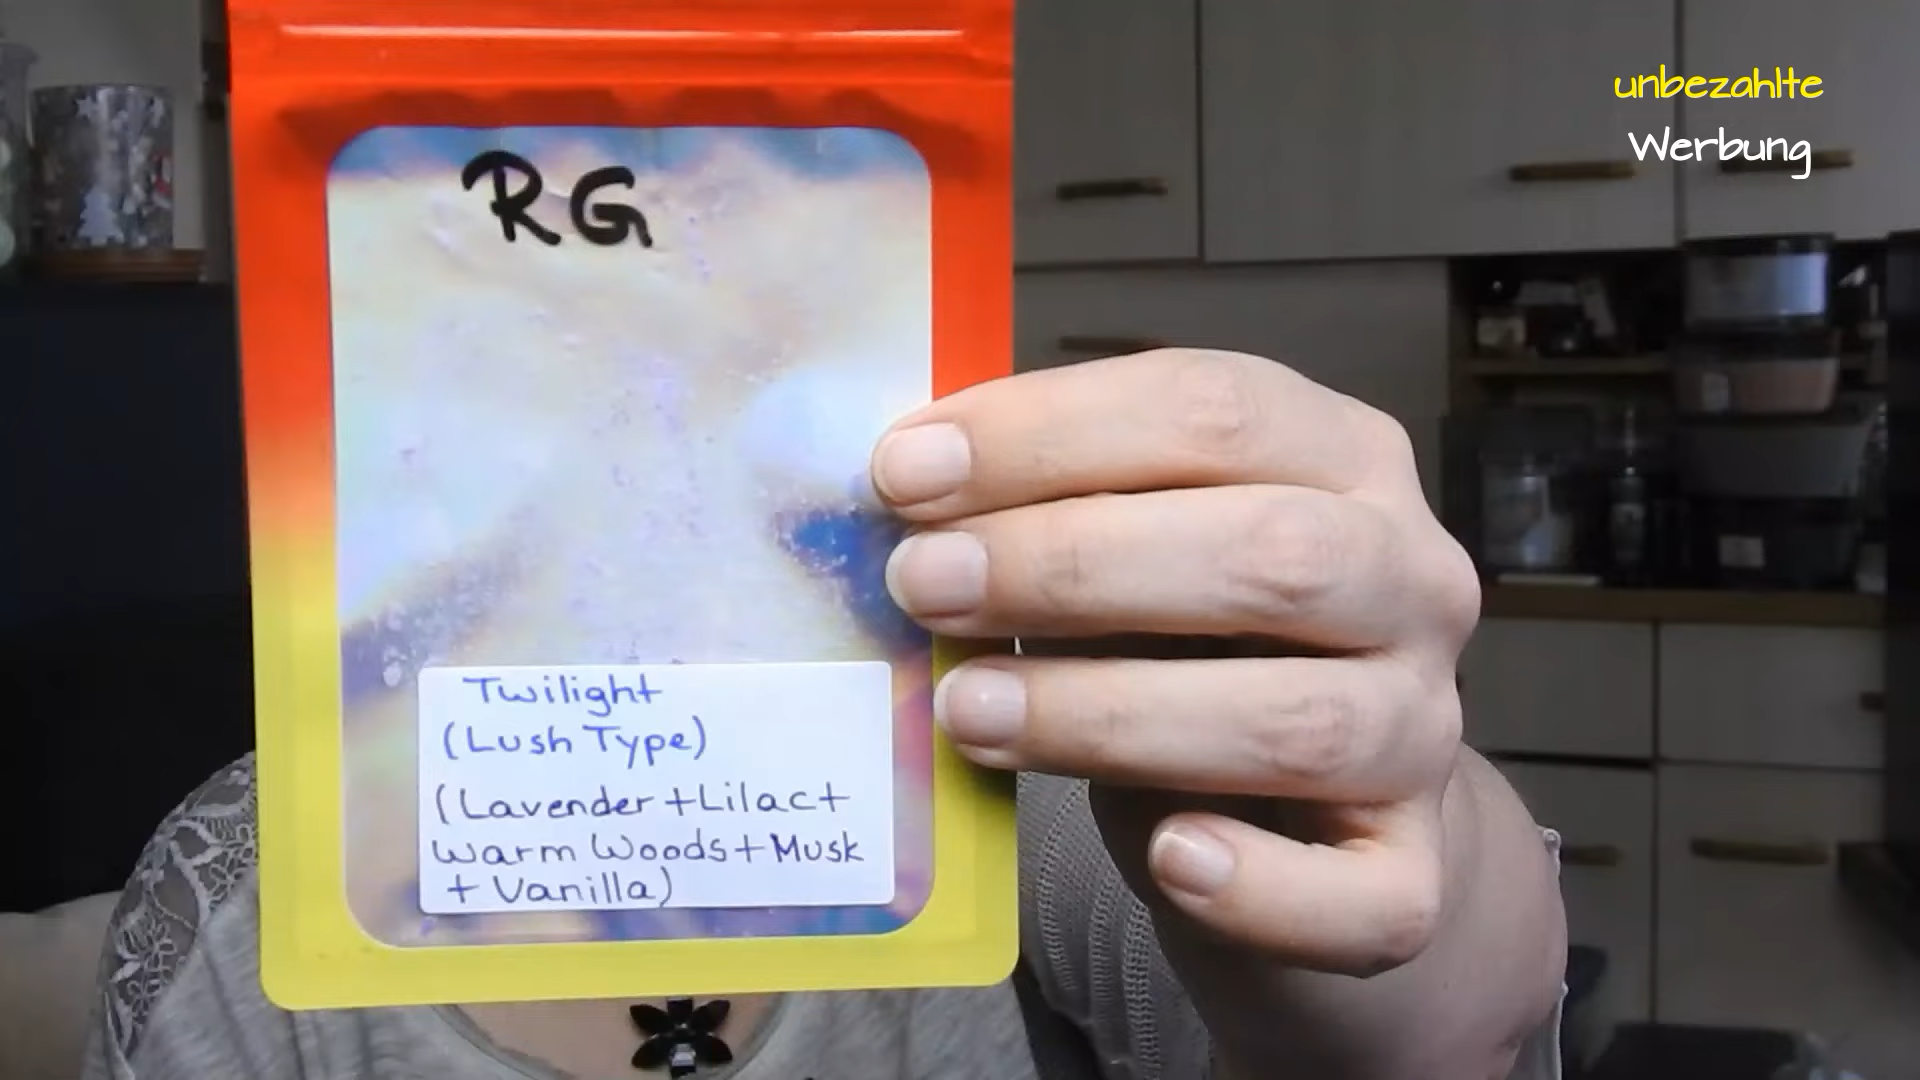 unbezahlte
Werbung
RG
Twilight
(Lush Type)
(Lavender + Lilac +
Warm Woods + Musk
+ Vanilla)